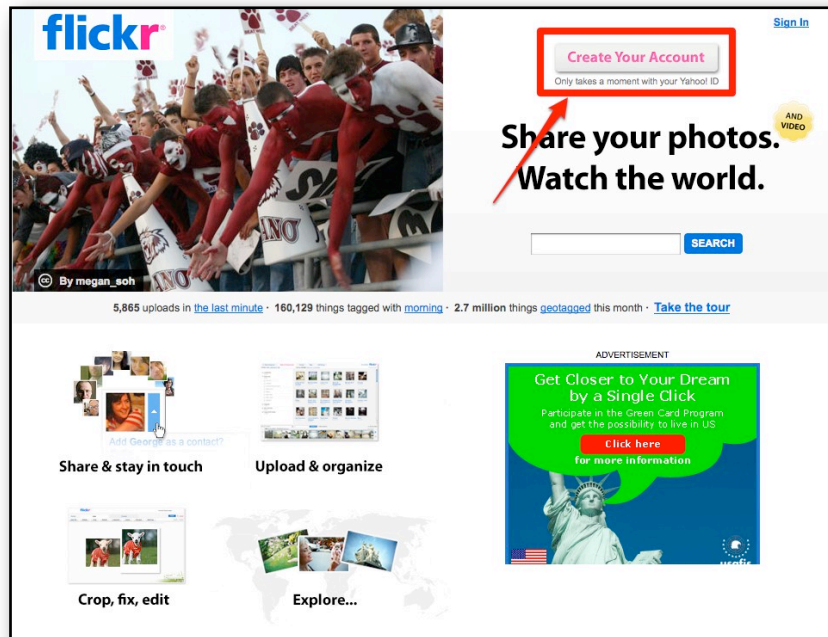 flickr
Sign In
Create Your Account
Only takes a moment with your Yahoo! ID
AND
VIDEO
Share your photos.
Watch the world.
SEARCH
By megan_soh
5,865 uploads in the last minute · 160,129 things tagged with morning · 2.7 million things geotagged this month · Take the tour
ADVERTISEMENT
Get Closer to Your Dream
by a Single Click
Participate in the Green Card Program
and get the possibility to live in US
Click here
for more information
Add George as a contact?
Share & stay in touch
Upload & organize
Crop, fix, edit
Explore...
usafis